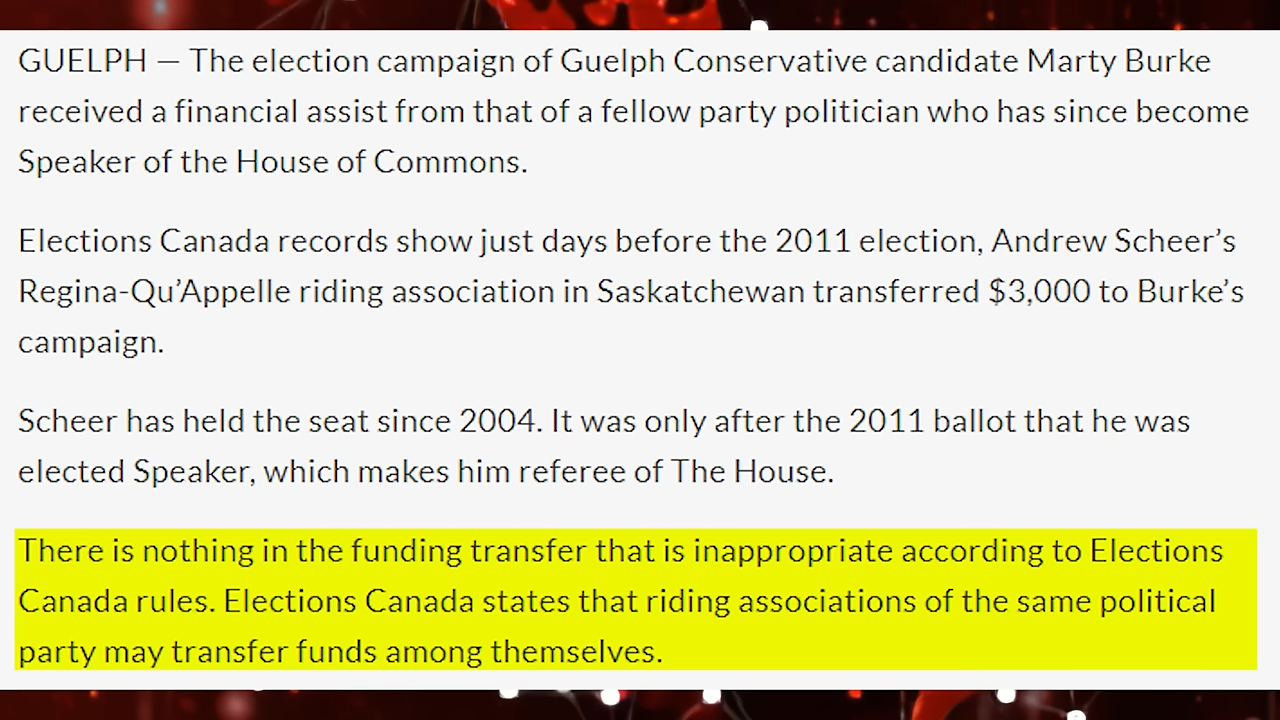 GUELPH — The election campaign of Guelph Conservative candidate Marty Burke
received a financial assist from that of a fellow party politician who has since become
Speaker of the House of Commons.
Elections Canada records show just days before the 2011 election, Andrew Scheer’s
Regina-Qu’Appelle riding association in Saskatchewan transferred $3,000 to Burke’s
campaign.
Scheer has held the seat since 2004. It was only after the 2011 ballot that he was
elected Speaker, which makes him referee of The House.
There is nothing in the funding transfer that is inappropriate according to Elections
Canada rules. Elections Canada states that riding associations of the same political
party may transfer funds among themselves.